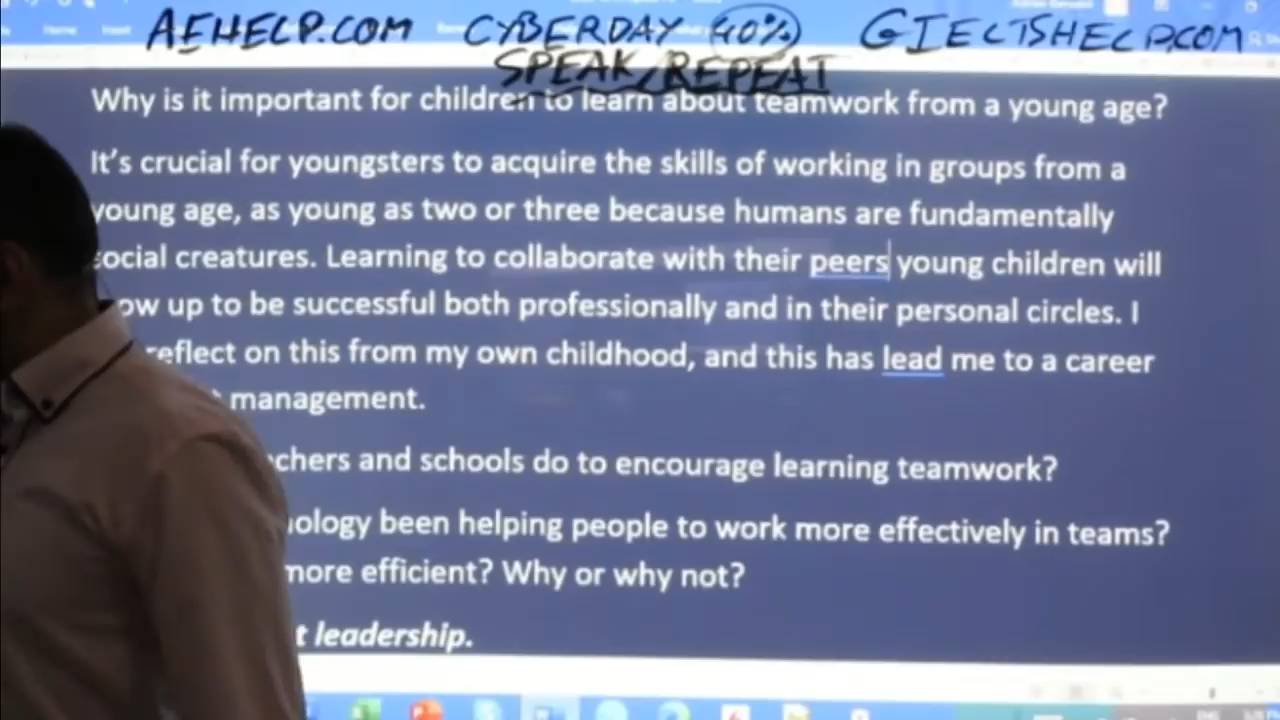 AEHELP.COM CYBERDAY 40% GIELTSHELP.COM
SPEAK/REPEAT
Why is it important for children to learn about teamwork from a young age?
It's crucial for youngsters to acquire the skills of working in groups from a
young age, as young as two or three because humans are fundamentally
social creatures. Learning to collaborate with their peers young children will
up to be successful both professionally and in their personal circles. I
reflect on this from my own childhood, and this has lead me to a career
management.
and schools do to encourage learning teamwork?
been helping people to work more effectively in teams?
more efficient? Why or why not?
leadership.